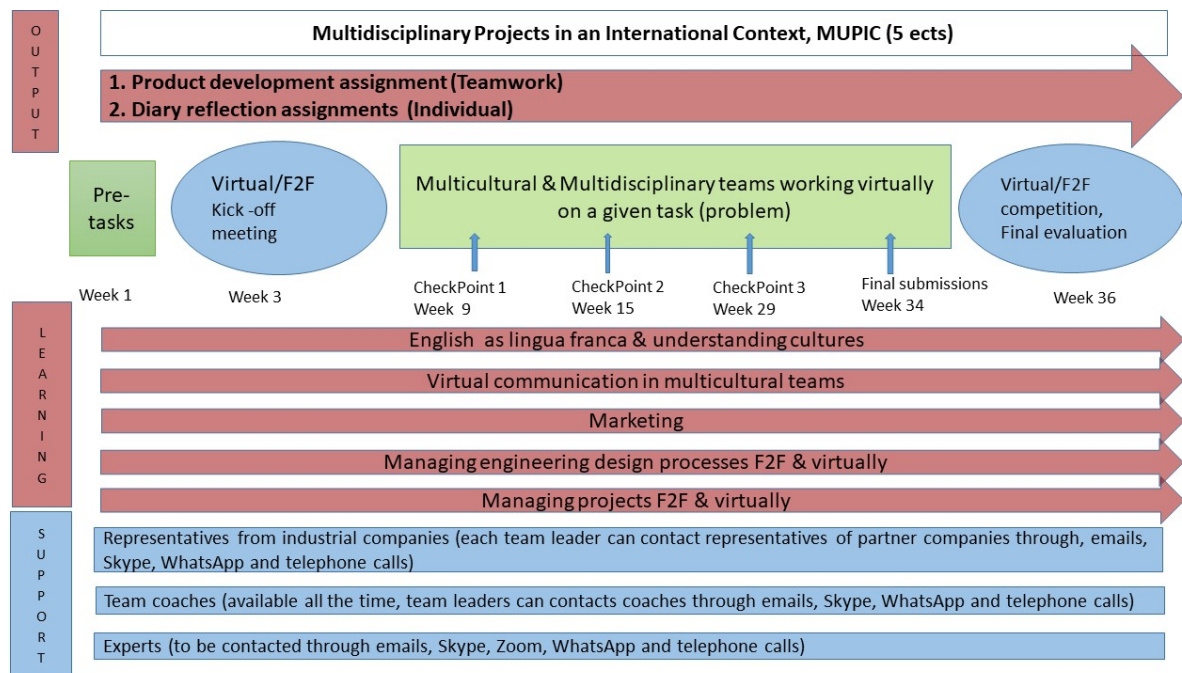 OUTPUT
Multidisciplinary Projects in an International Context, MUPIC (5 ects)
1. Product development assignment (Teamwork)
2. Diary reflection assignments (Individual)
Pre-
tasks
Virtual/F2F
Kick -off
meeting
Multicultural & Multidisciplinary teams working virtually
on a given task (problem)
Virtual/F2F
competition,
Final evaluation
Week 1
Week 3
CheckPoint 1
Week 9
CheckPoint 2
Week 15
CheckPoint 3
Week 29
Final submissions
Week 34
Week 36
LEARNING
English as lingua franca & understanding cultures
Virtual communication in multicultural teams
Marketing
Managing engineering design processes F2F & virtually
Managing projects F2F & virtually
SUPPORT
Representatives from industrial companies (each team leader can contact representatives of partner companies through, emails,
Skype, WhatsApp and telephone calls)
Team coaches (available all the time, team leaders can contacts coaches through emails, Skype, WhatsApp and telephone calls)
Experts (to be contacted through emails, Skype, Zoom, WhatsApp and telephone calls)